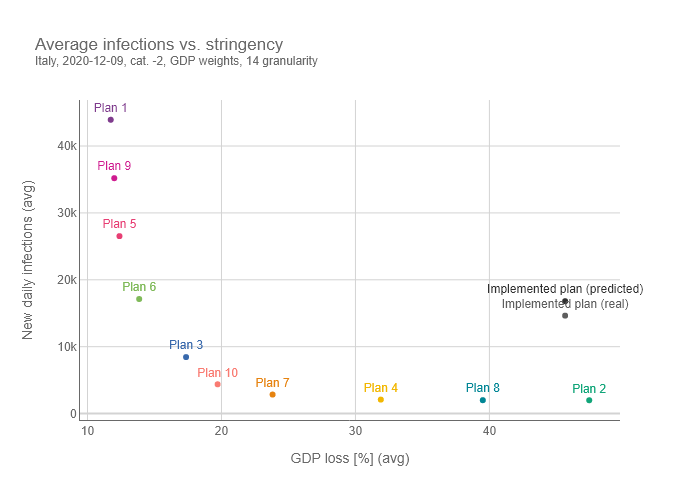 Average infections vs. stringency
Italy, 2020-12-09, cat. -2, GDP weights, 14 granularity
Plan 1
40k
Plan 9
30k
Plan 5
20k
Plan 6
Implemented plan (predicted)
Implemented plan (real)
10k
Plan 3
Plan 10
Plan 7
Plan 4
Plan 8
Plan 2
0
10
20
30
40
New daily infections (avg)
GDP loss [%] (avg)